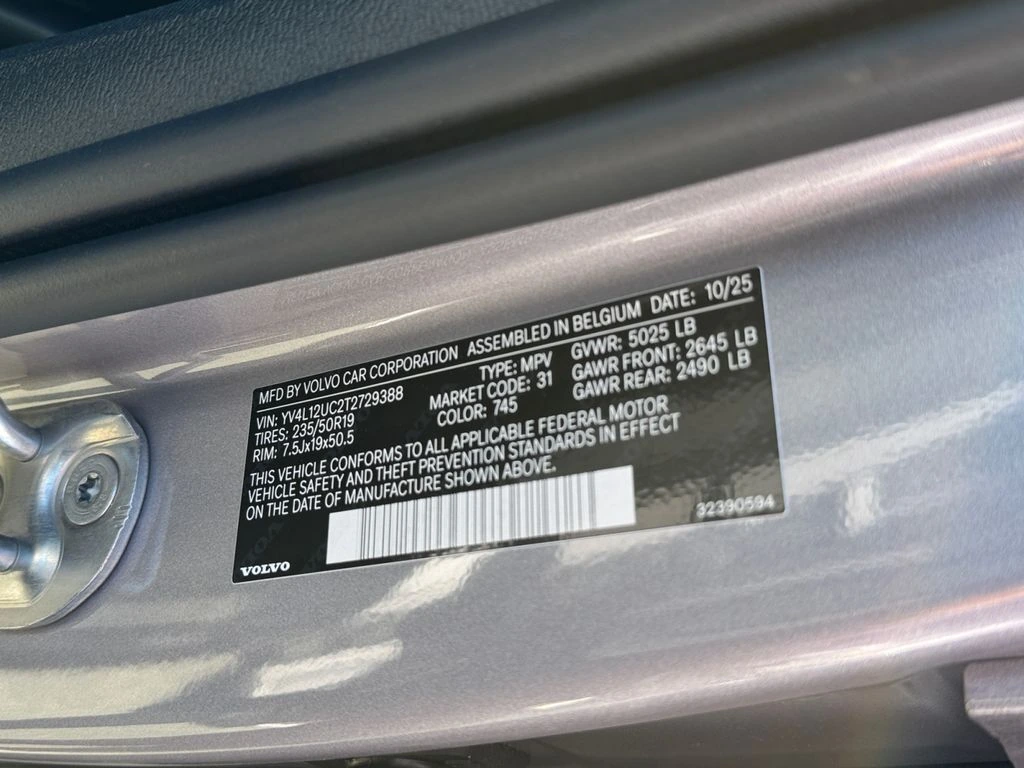 MFD BY VOLVO CAR CORPORATION ASSEMBLED IN BELGIUM DATE: 10/25
VIN: YV4L12UC2T2729388 TYPE: MPV GVWR: 5025 LB
TIRES: 235/50R19 MARKET CODE: 31 GAWR FRONT: 2645 LB
RIM: 7.5Jx19x50.5 COLOR: 745 GAWR REAR: 2490 LB
THIS VEHICLE CONFORMS TO ALL APPLICABLE FEDERAL MOTOR
VEHICLE SAFETY AND THEFT PREVENTION STANDARDS IN EFFECT
ON THE DATE OF MANUFACTURE SHOWN ABOVE.
VOLVO 32390594